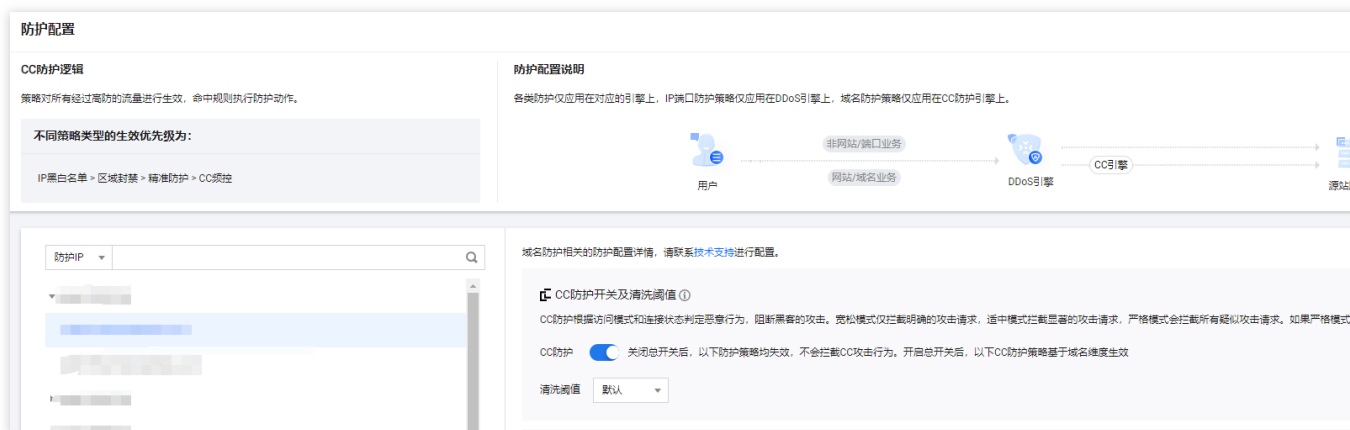 防护配置
CC防护逻辑
策略对所有经过高防的流量进行生效，命中规则执行防护动作。
不同策略类型的生效优先级为：
IP黑白名单 > 区域封禁 > 精准防护 > CC频控
防护配置说明
各类防护仅应用在对应的引擎上，IP端口防护策略仅应用在DDoS引擎上，域名防护策略仅应用在CC防护引擎上。
非网站/端口业务
网站/域名业务
用户
DDoS引擎
CC引擎
源站
防护IP
域名防护相关的防护配置详情，请联系技术支持进行配置。
CC防护开关及清洗阈值
CC防护根据访问模式和连接状态判定恶意行为，阻断黑客的攻击。宽松模式仅拦截明确的攻击请求，适中模式拦截显著的攻击请求，严格模式会拦截所有疑似攻击请求。如果严格模式
CC防护
关闭总开关后，以下防护策略均失效，不会拦截CC攻击行为。开启总开关后，以下CC防护策略基于域名维度生效
清洗阈值
默认